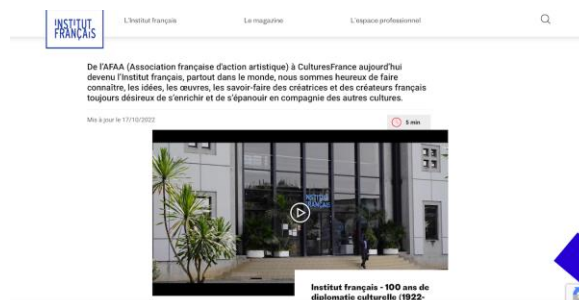 INSTITUT
FRANÇAIS
L'Institut français
Le magazine
L'espace professionnel
De l'AFAA (Association française d'action artistique) à CulturesFrance aujourd'hui
devenu l'Institut français, partout dans le monde, nous sommes heureux de faire
connaître, les idées, les œuvres, les savoir-faire des créatrices et des créateurs français
toujours désireux de s'enrichir et de s'épanouir en compagnie des autres cultures.
Mis à jour le 17/10/2022
5 min
INSTITUT
FRANÇAIS
Institut français - 100 ans de
diplomatie culturelle (1922-